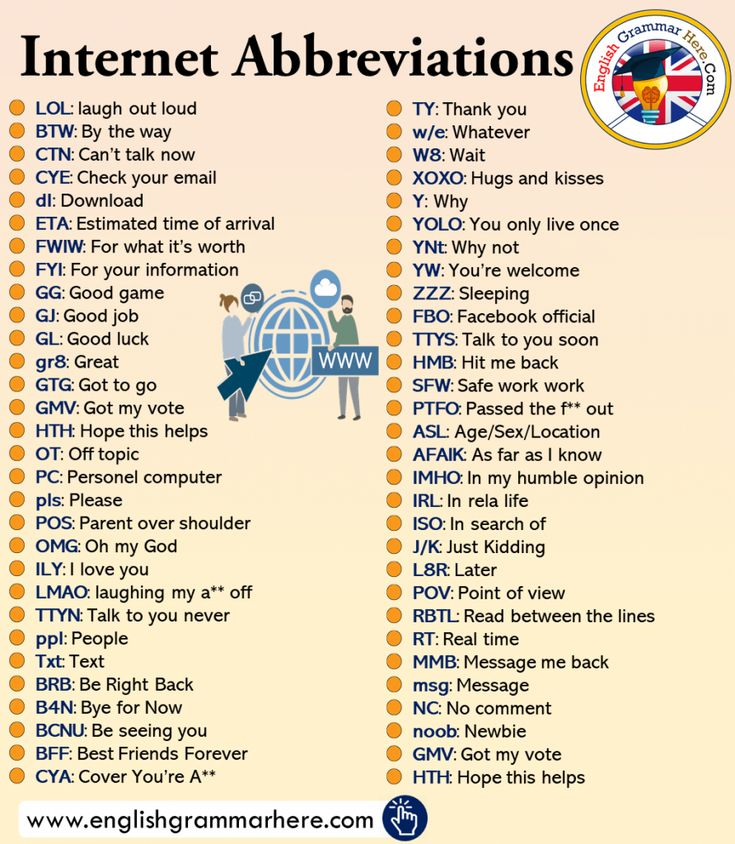 Internet Abbreviations
English Grammar Here.Com
LOL: laugh out loud
BTW: By the way
CTN: Can't talk now
CYE: Check your email
dl: Download
ETA: Estimated time of arrival
FWIW: For what it's worth
FYI: For your information
GG: Good game
GJ: Good job
GL: Good luck
gr8: Great
GTG: Got to go
GMV: Got my vote
HTH: Hope this helps
OT: Off topic
PC: Personel computer
pls: Please
POS: Parent over shoulder
OMG: Oh my God
ILY: I love you
LMAO: laughing my a** off
TTYN: Talk to you never
ppl: People
Txt: Text
BRB: Be Right Back
B4N: Bye for Now
BCNU: Be seeing you
BFF: Best Friends Forever
CYA: Cover You're A**
WWW
TY: Thank you
w/e: Whatever
W8: Wait
XOXO: Hugs and kisses
Y: Why
YOLO: You only live once
YNt: Why not
YW: You're welcome
ZZZ: Sleeping
FBO: Facebook official
TTYS: Talk to you soon
HMB: Hit me back
SFW: Safe work work
PTFO: Passed the f** out
ASL: Age/Sex/Location
AFAIK: As far as I know
IMHO: In my humble opinion
IRL: In rela life
ISO: In search of
J/K: Just Kidding
L8R: Later
POV: Point of view
RBTL: Read between the lines
RT: Real time
MMB: Message me back
msg: Message
NC: No comment
noob: Newbie
GMV: Got my vote
HTH: Hope this helps
www.englishgrammarhere.com